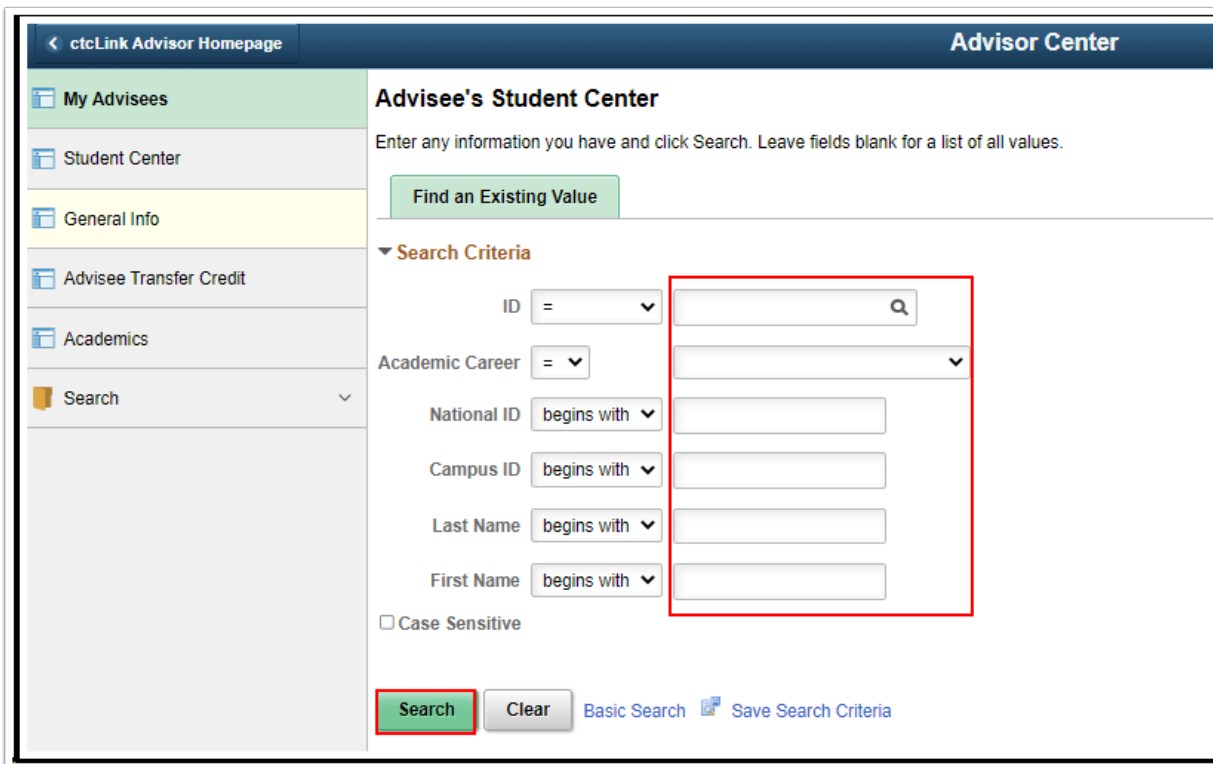 ctcLink Advisor Homepage
Advisor Center
My Advisees
Student Center
General Info
Advisee Transfer Credit
Academics
Search
Advisee's Student Center
Enter any information you have and click Search. Leave fields blank for a list of all values.
Find an Existing Value
Search Criteria
ID =
Academic Career =
National ID begins with
Campus ID begins with
Last Name begins with
First Name begins with
Case Sensitive
Search Clear Basic Search Save Search Criteria